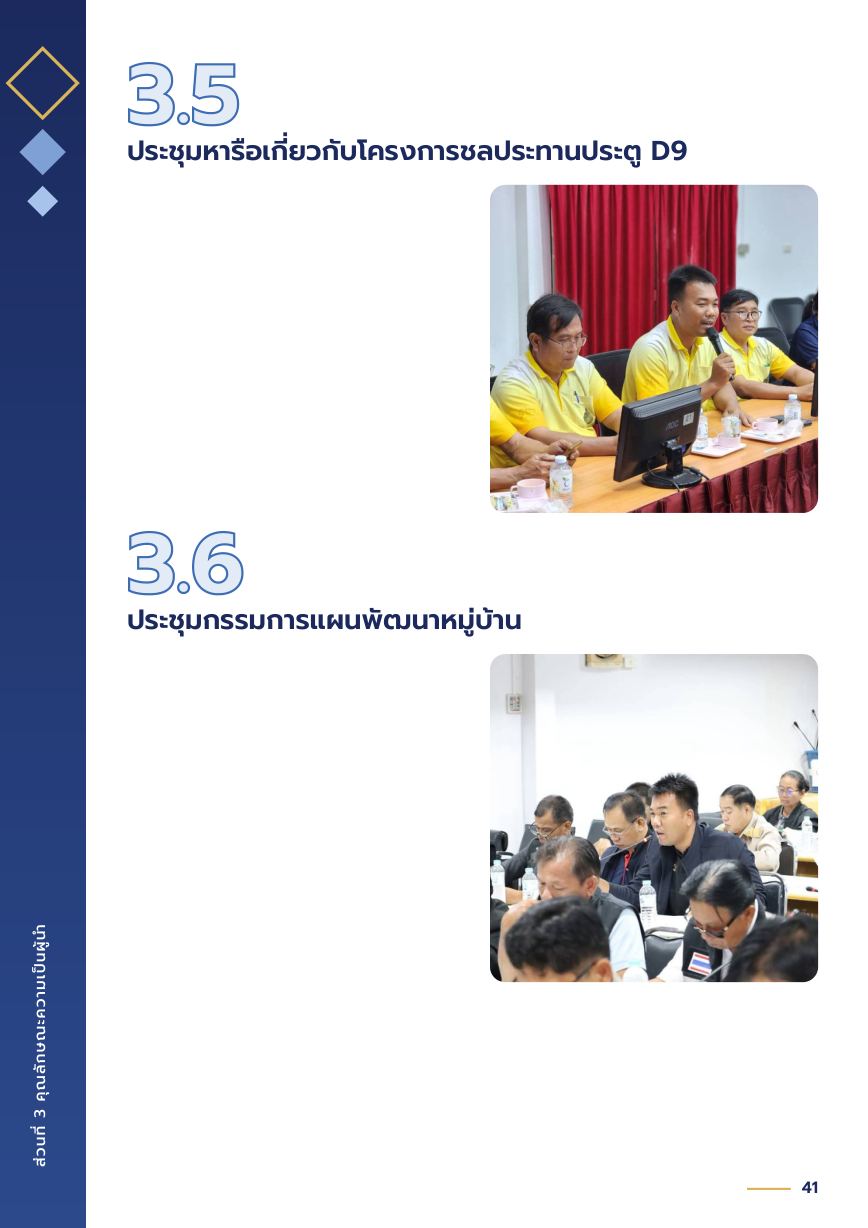 3.5
ประชุมหารือเกี่ยวกับโครงการชลประทานประตู D9
AOC
3.6
ประชุมกรรมการแผนพัฒนาหมู่บ้าน
ส่วนที่ 3 คุณลักษณะความเป็นผู้นำ
41